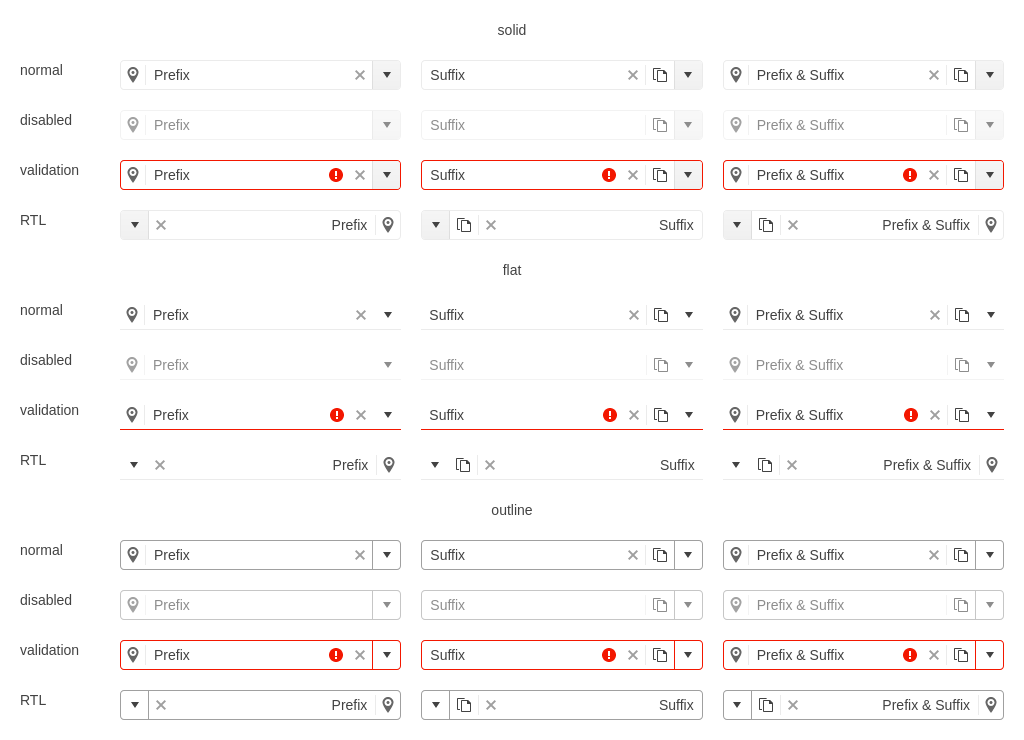 solid
normal Prefix Suffix Prefix & Suffix
disabled Prefix Suffix Prefix & Suffix
validation Prefix Suffix Prefix & Suffix
RTL Prefix Suffix Prefix & Suffix
flat
normal Prefix Suffix Prefix & Suffix
disabled Prefix Suffix Prefix & Suffix
validation Prefix Suffix Prefix & Suffix
RTL Prefix Suffix Prefix & Suffix
outline
normal Prefix Suffix Prefix & Suffix
disabled Prefix Suffix Prefix & Suffix
validation Prefix Suffix Prefix & Suffix
RTL Prefix Suffix Prefix & Suffix